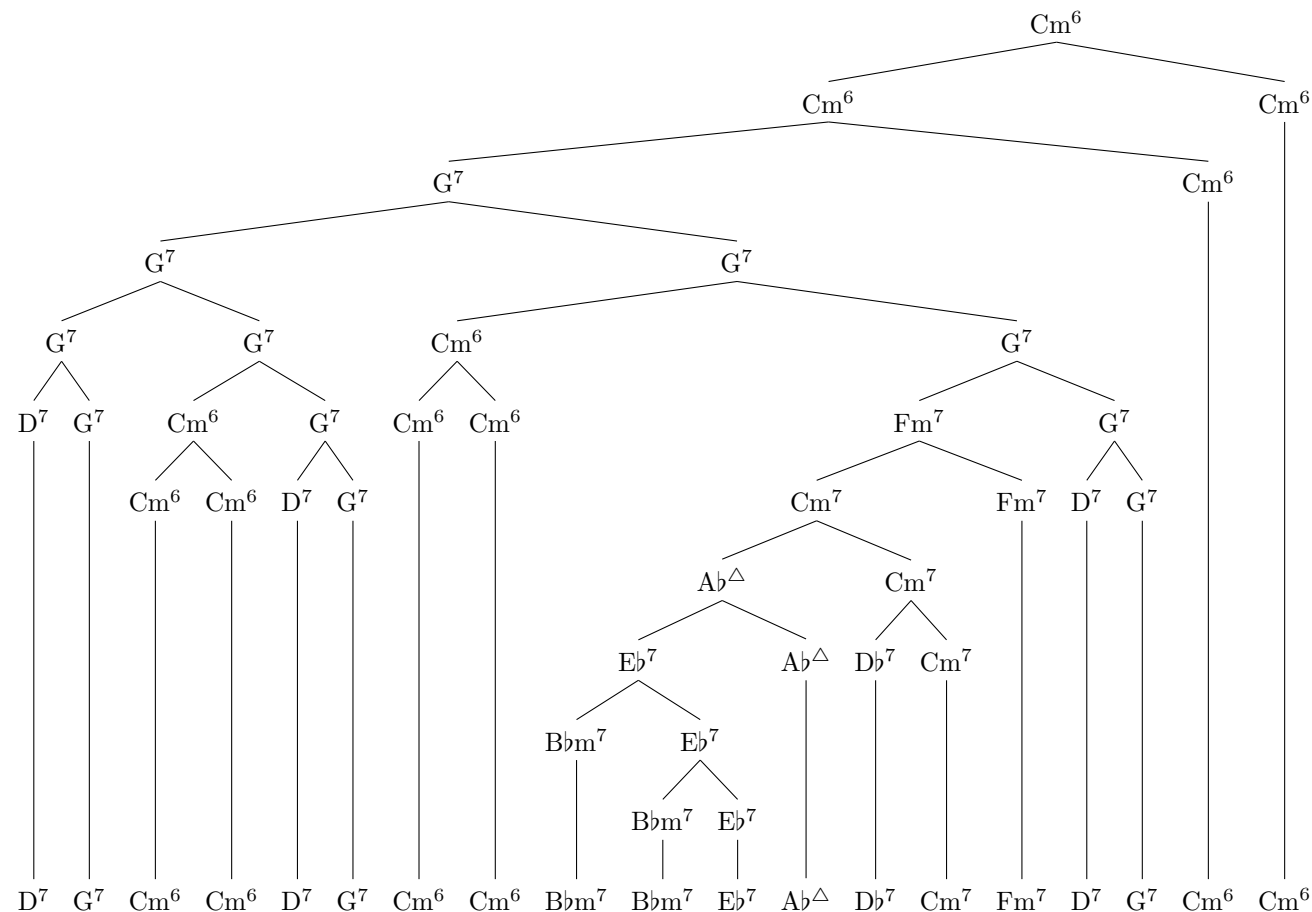 Cm⁶
Cm⁶ Cm⁶
G⁷ Cm⁶
G⁷ G⁷
G⁷ G⁷ Cm⁶ G⁷
D⁷ G⁷ Cm⁶ G⁷ Cm⁶ Cm⁶ Fm⁷ G⁷
Cm⁶ Cm⁶ D⁷ G⁷ Cm⁷ Fm⁷ D⁷ G⁷
A♭△ Cm⁷
E♭⁷ A♭△ D♭⁷ Cm⁷
B♭m⁷ E♭⁷
B♭m⁷ E♭⁷
D⁷ G⁷ Cm⁶ Cm⁶ D⁷ G⁷ Cm⁶ Cm⁶ B♭m⁷ B♭m⁷ E♭⁷ A♭△ D♭⁷ Cm⁷ Fm⁷ D⁷ G⁷ Cm⁶ Cm⁶